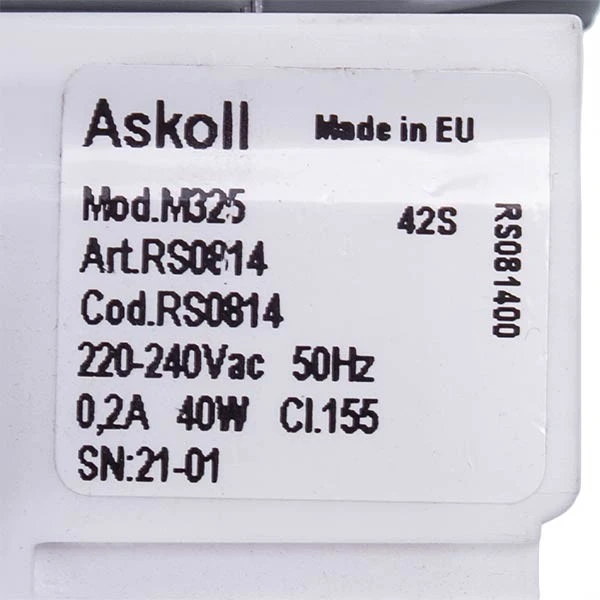 Askoll Made in EU
Mod.M325 42S
Art.RS0814
Cod.RS0814
220-240Vac 50Hz
0,2A 40W Cl.155
SN:21-01
RS081400